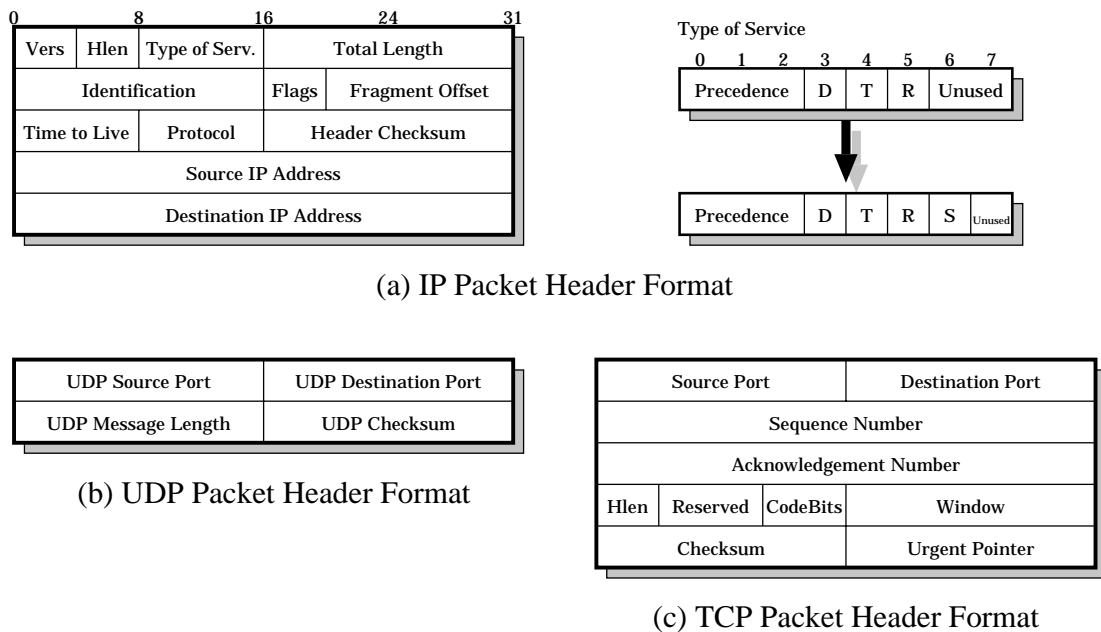 0 8 16 24 31
Vers Hlen Type of Serv. Total Length
Identification Flags Fragment Offset
Time to Live Protocol Header Checksum
Source IP Address
Destination IP Address
Type of Service
0 1 2 3 4 5 6 7
Precedence D T R Unused
Precedence D T R S Unused
(a) IP Packet Header Format
UDP Source Port UDP Destination Port
UDP Message Length UDP Checksum
(b) UDP Packet Header Format
Source Port Destination Port
Sequence Number
Acknowledgement Number
Hlen Reserved CodeBits Window
Checksum Urgent Pointer
(c) TCP Packet Header Format